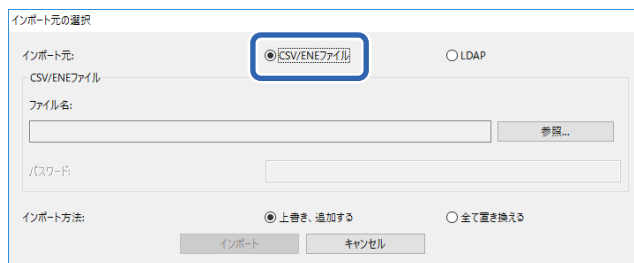 インポート元の選択
インポート元: CSV/ENEファイル LDAP
CSV/ENEファイル
ファイル名:
参照...
パスワード:
インポート方法: 上書き、追加する 全て置き換える
インポート キャンセル